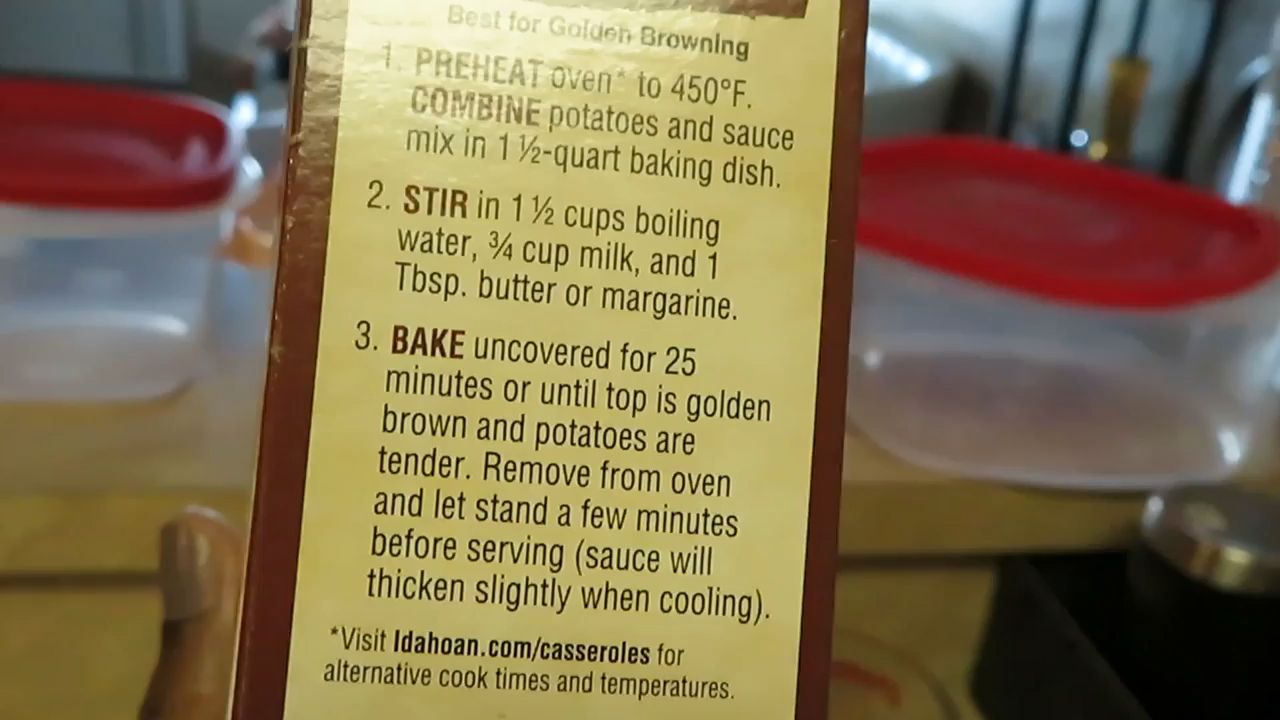 Best for Golden Browning
1. PREHEAT oven* to 450°F.
COMBINE potatoes and sauce
mix in 1 ½-quart baking dish.
2. STIR in 1 ½ cups boiling
water, ¾ cup milk, and 1
Tbsp. butter or margarine.
3. BAKE uncovered for 25
minutes or until top is golden
brown and potatoes are
tender. Remove from oven
and let stand a few minutes
before serving (sauce will
thicken slightly when cooling).
*Visit Idahoan.com/casseroles for
alternative cook times and temperatures.